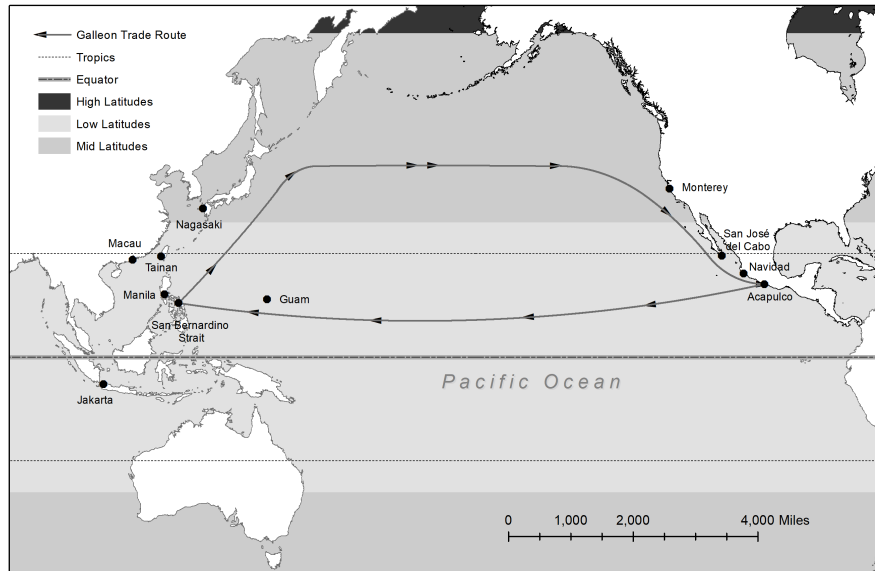 Galleon Trade Route
Tropics
Equator
High Latitudes
Low Latitudes
Mid Latitudes
Monterey
Nagasaki
San José
del Cabo
Macau
Tainan
Navidad
Manila
Guam
Acapulco
San Bernardino
Strait
Pacific Ocean
Jakarta
0 1,000 2,000 4,000 Miles